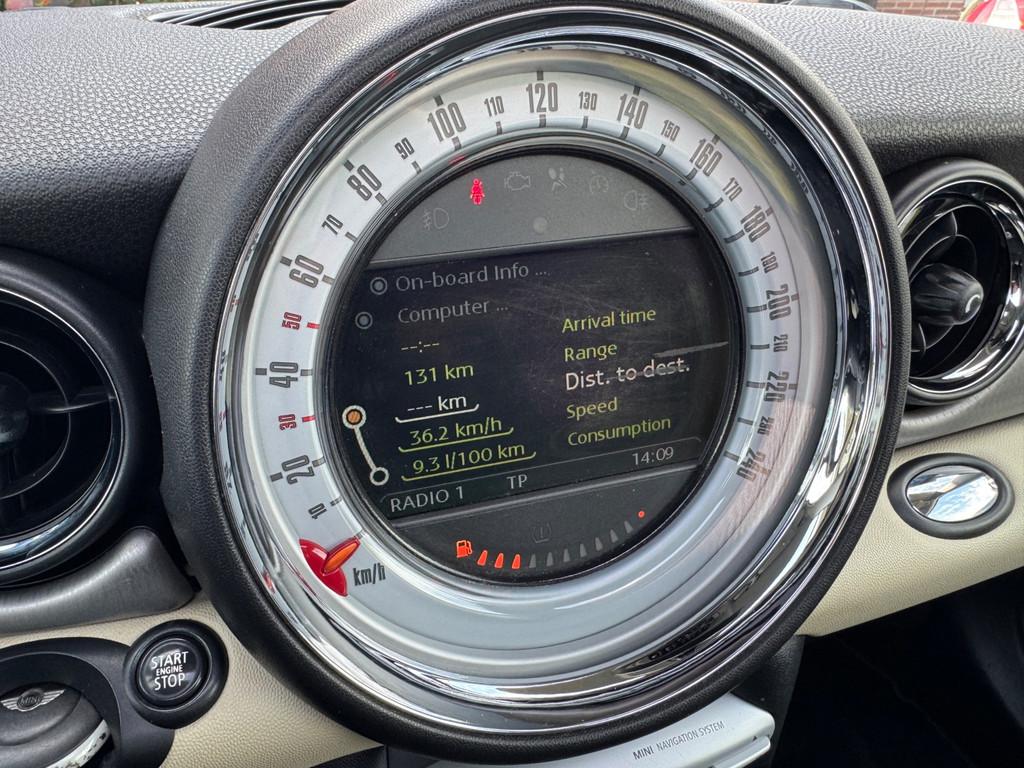 10
20
30
40
50
60
70
80
90
100
110
120
130
140
150
160
170
180
190
200
210
220
230
240
km/h
On-board Info ...
Computer ...
--:-- Arrival time
131 km Range
--- km Dist. to dest.
36.2 km/h Speed
9.3 l/100 km Consumption
RADIO 1 TP 14:09
START
ENGINE
STOP
MINI
MINI NAVIGATION SYSTEM